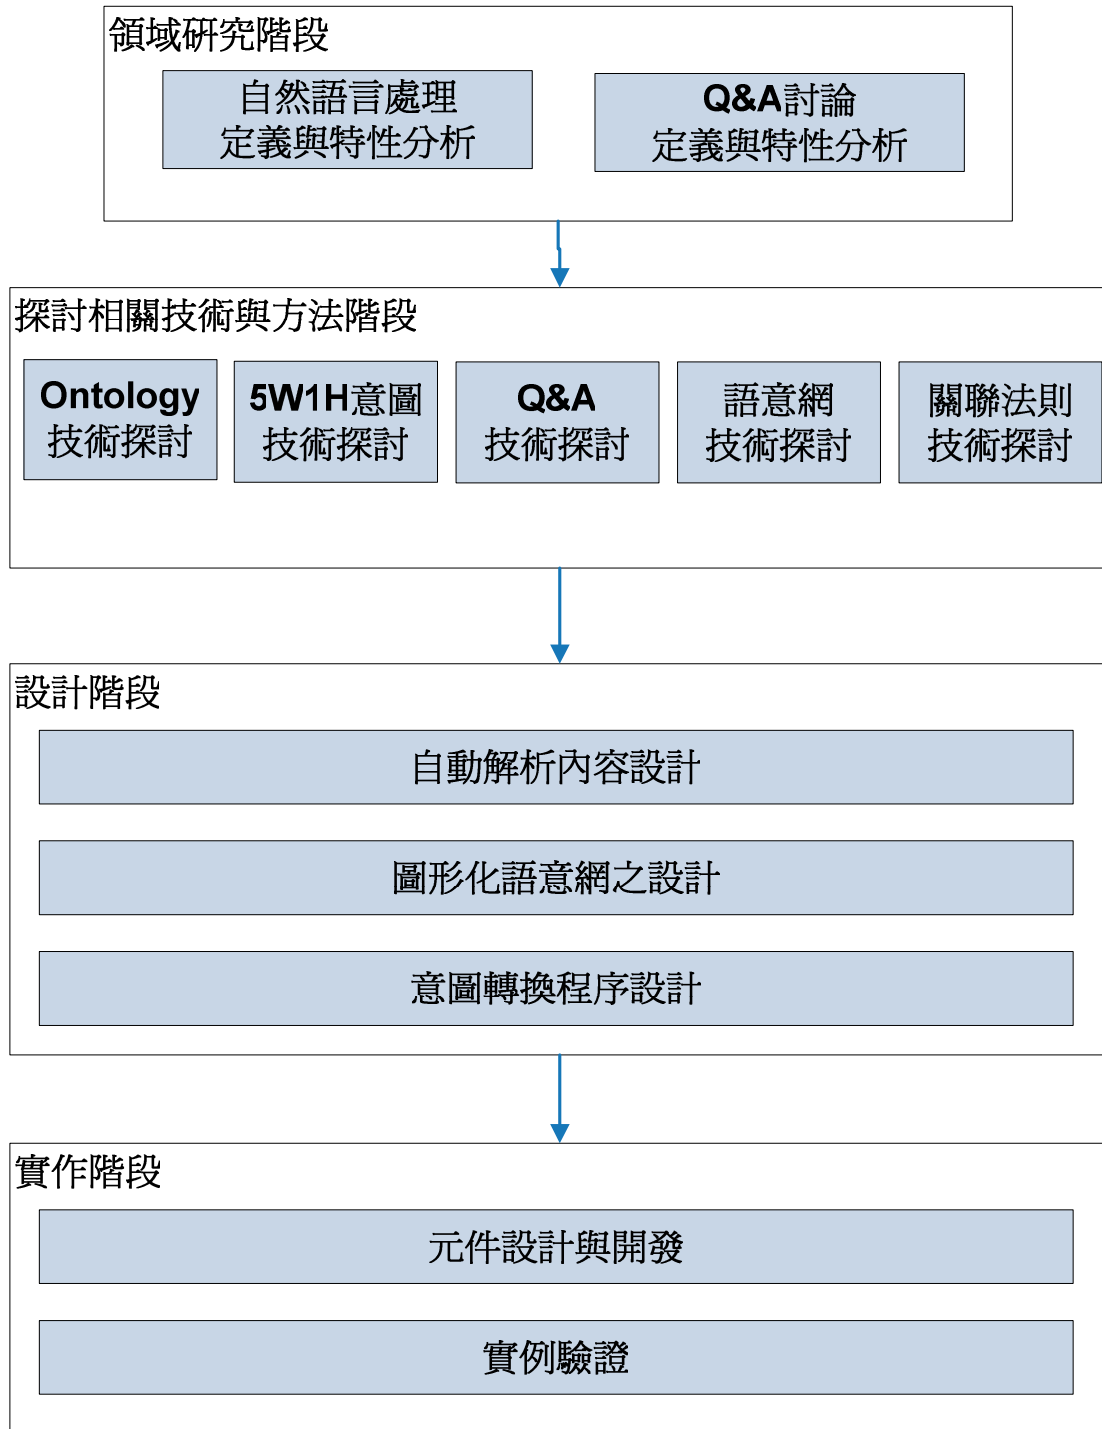 領域研究階段
自然語言處理
定義與特性分析
Q&A討論
定義與特性分析
探討相關技術與方法階段
Ontology
技術探討
5W1H意圖
技術探討
Q&A
技術探討
語意網
技術探討
關聯法則
技術探討
設計階段
自動解析內容設計
圖形化語意網之設計
意圖轉換程序設計
實作階段
元件設計與開發
實例驗證